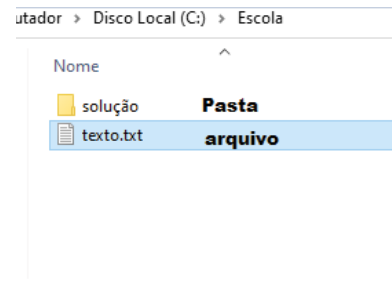 utador > Disco Local (C:) > Escola
Nome
solução Pasta
texto.txt arquivo